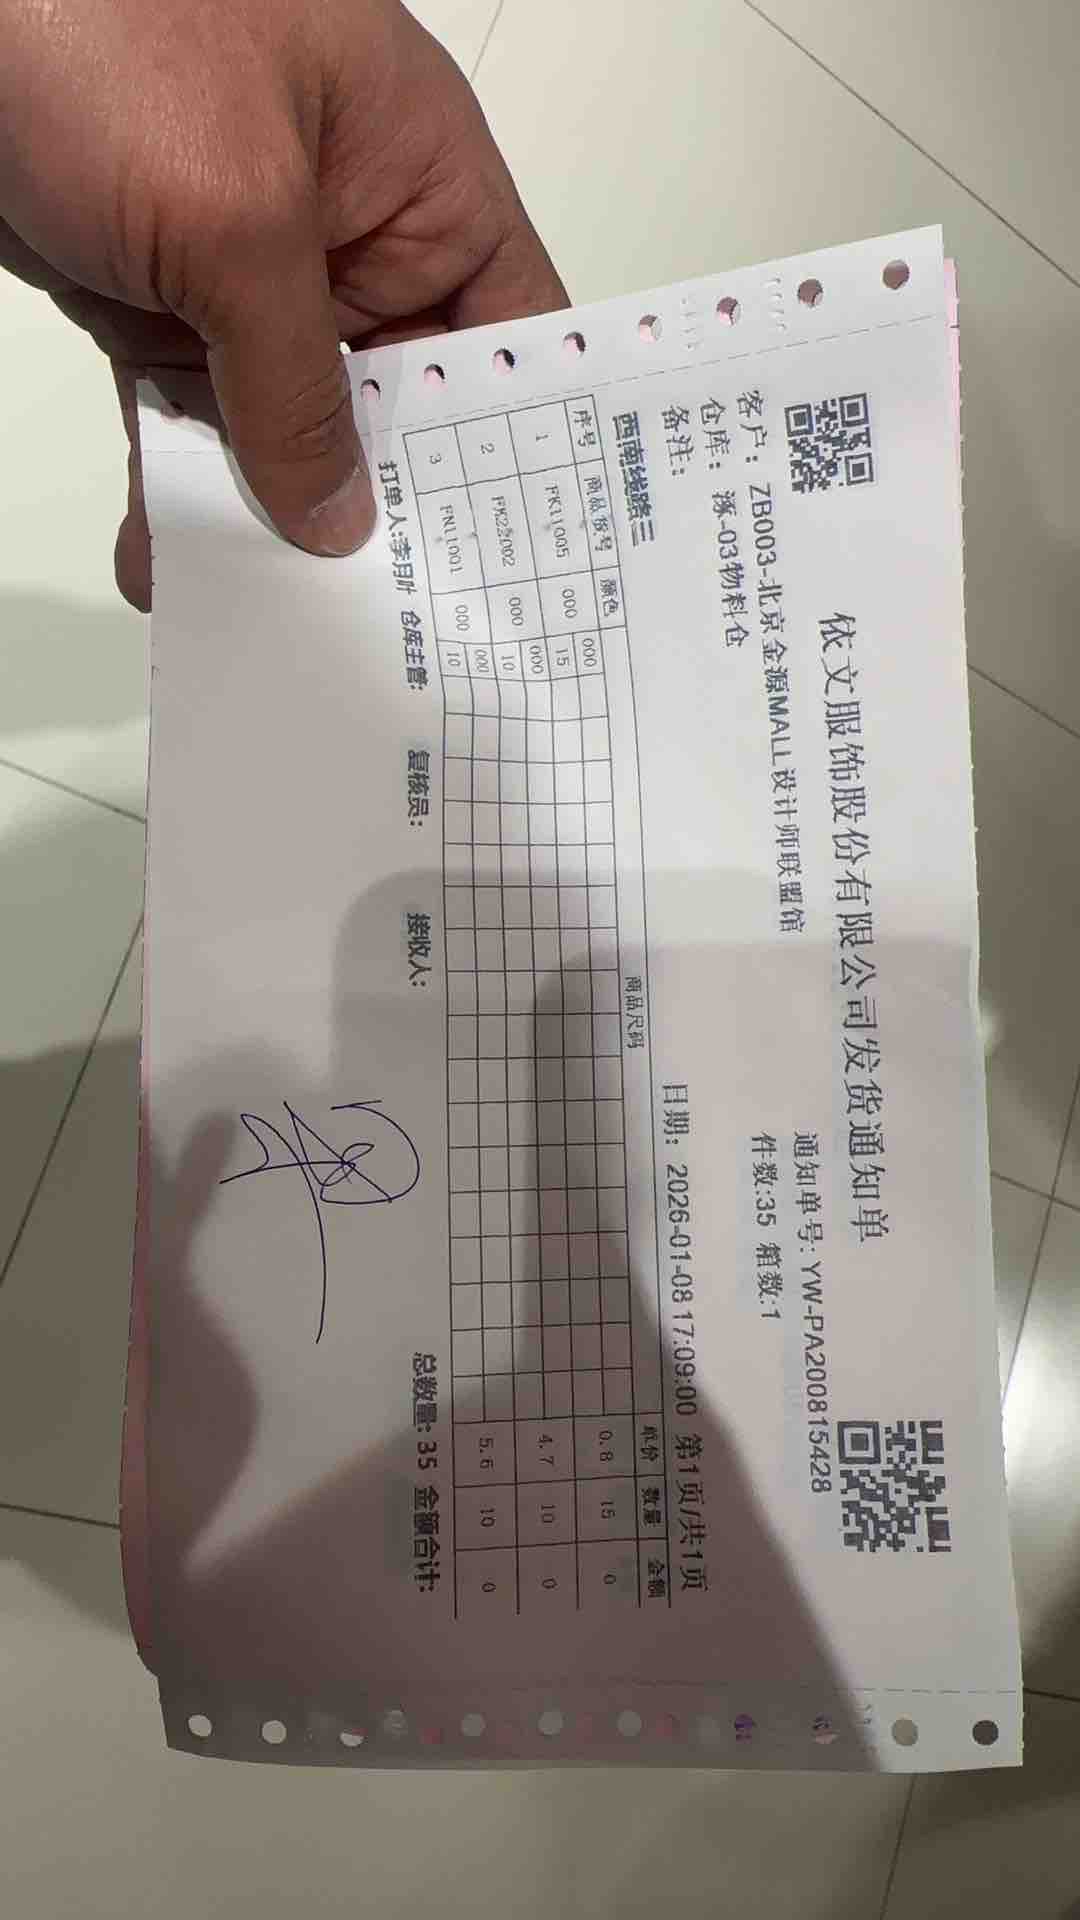 依文服饰股份有限公司发货通知单
客户: ZB003-北京金源MALL设计师联盟馆 通知单号: YW-PA200815428
仓库: 涿-03物料仓 件数:35 箱数:1
备注:
西南线路三 日期: 2026-01-08 17:09:00 第1页/共1页
序号 商品货号 颜色 商品尺码 单价 数量 金额
000
1 FK11005 000 15 0.8 15 0
000
2 FK22002 000 10 4.7 10 0
000
3 FN11001 000 10 5.6 10 0
打单人:李月叶 仓库主管: 复核员: 接收人: 总数量: 35 金额合计: